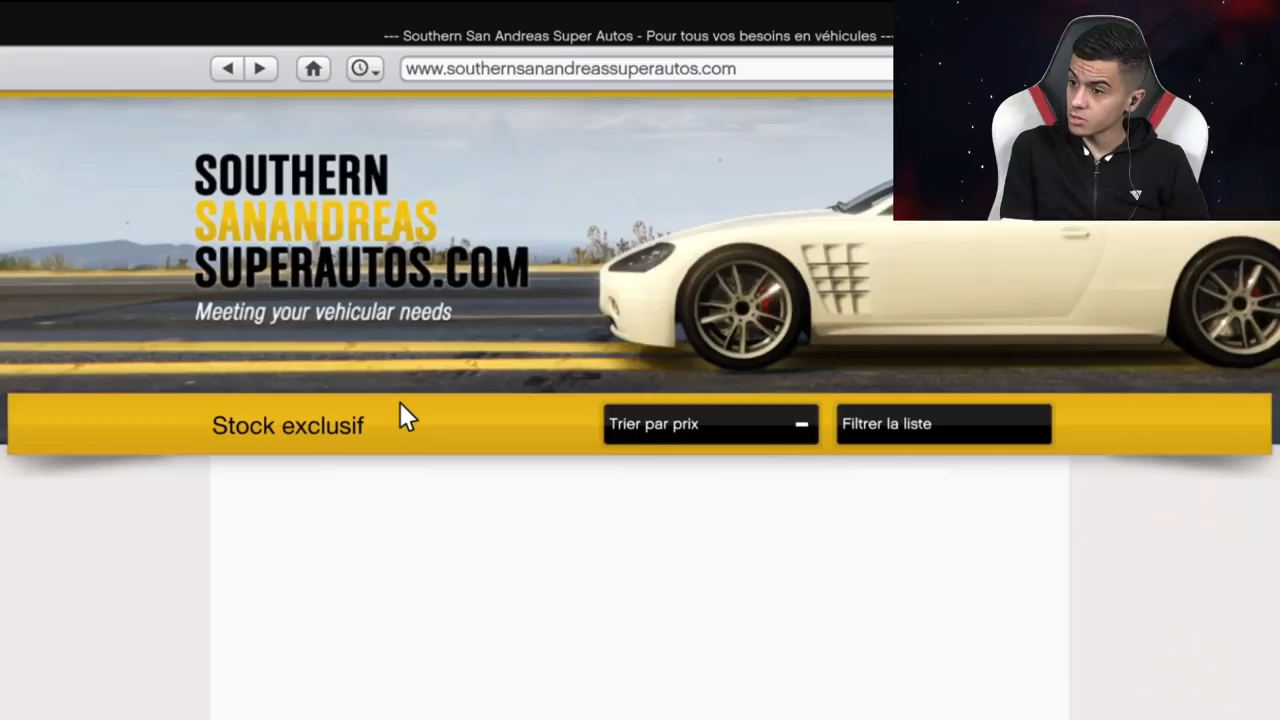 --- Southern San Andreas Super Autos - Pour tous vos besoins en véhicules ---
www.southernsanandreassuperautos.com
SOUTHERN
SANANDREAS
SUPERAUTOS.COM
Meeting your vehicular needs
Stock exclusif
Trier par prix
Filtrer la liste